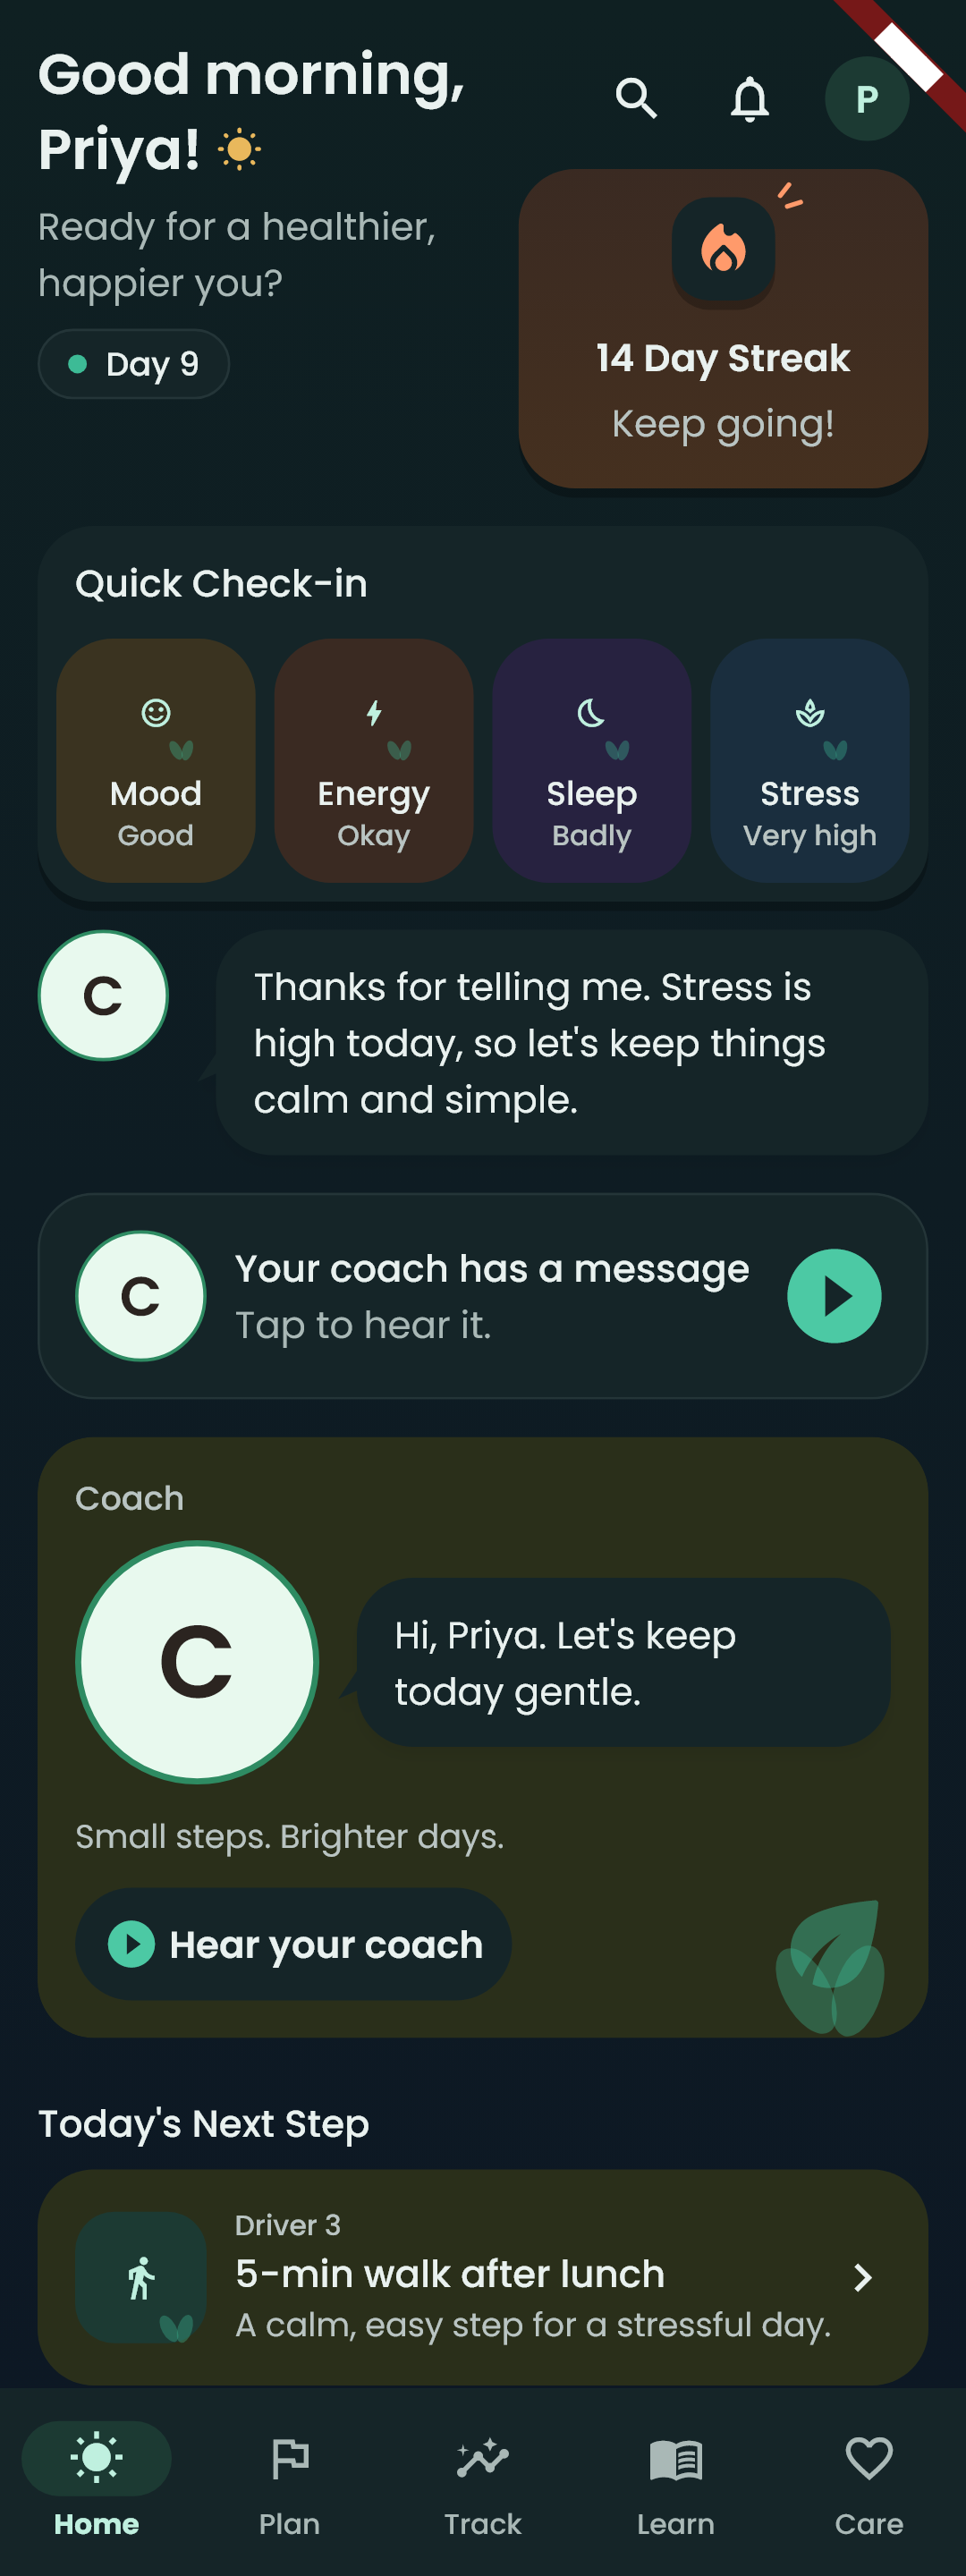 Good morning,
Priya!
P
Ready for a healthier,
happier you?
Day 9
14 Day Streak
Keep going!
Quick Check-in
Mood
Good
Energy
Okay
Sleep
Badly
Stress
Very high
C
Thanks for telling me. Stress is
high today, so let's keep things
calm and simple.
C
Your coach has a message
Tap to hear it.
Coach
C
Hi, Priya. Let's keep
today gentle.
Small steps. Brighter days.
Hear your coach
Today's Next Step
Driver 3
5-min walk after lunch
A calm, easy step for a stressful day.
Home
Plan
Track
Learn
Care